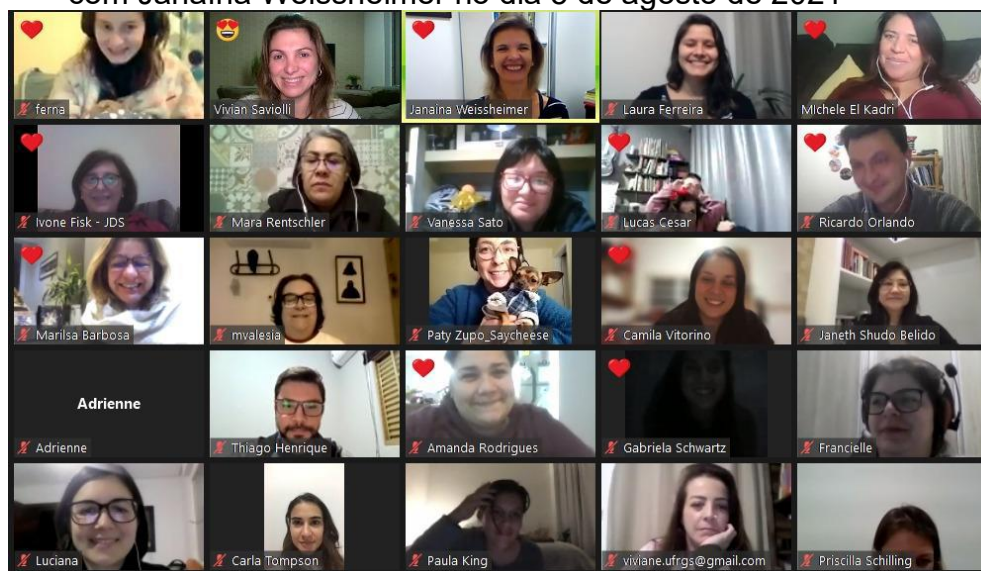 com Janaina Weissheimer no dia 5 de agosto de 2021
ferna
Vivian Saviolli
Janaina Weissheimer
Laura Ferreira
MIchele El Kadri
Ivone Fisk - JDS
Mara Rentschler
Vanessa Sato
Lucas Cesar
Ricardo Orlando
Marilsa Barbosa
mvalesia
Paty Zupo_Saycheese
Camila Vitorino
Janeth Shudo Belido
Adrienne
Adrienne
Thiago Henrique
Amanda Rodrigues
Gabriela Schwartz
Francielle
Luciana
Carla Tompson
Paula King
viviane.ufrgs@gmail.com
Priscilla Schilling